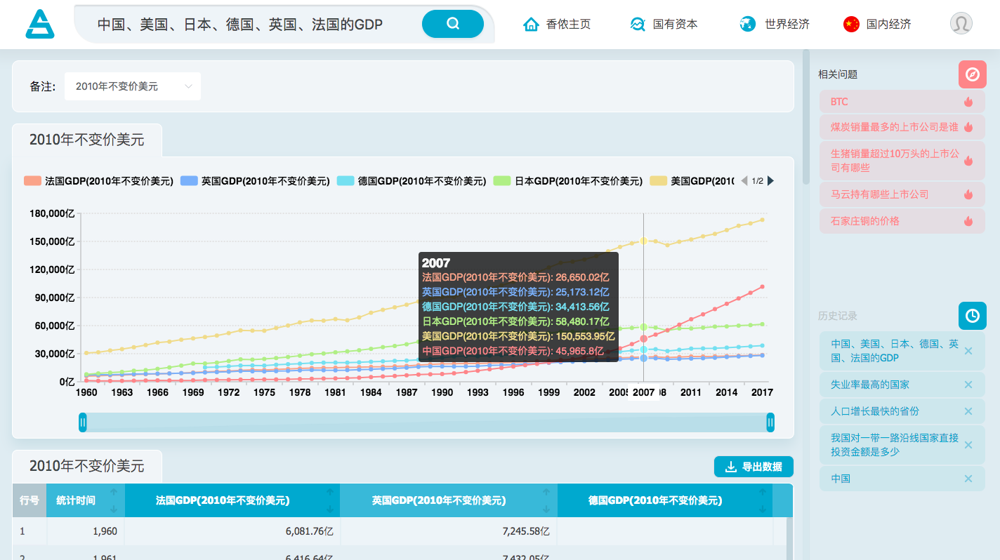 中国、美国、日本、德国、英国、法国的GDP
香侬主页
国有资本
世界经济
国内经济
备注:
2010年不变价美元
相关问题
BTC
煤炭销量最多的上市公司是谁
生猪销量超过10万头的上市公
司有哪些
马云持有哪些上市公司
石家庄铜的价格
2010年不变价美元
法国GDP(2010年不变价美元)
英国GDP(2010年不变价美元)
德国GDP(2010年不变价美元)
日本GDP(2010年不变价美元)
美国GDP(201
1/2
180,000亿
150,000亿
120,000亿
90,000亿
60,000亿
30,000亿
0亿
2007
法国GDP(2010年不变价美元): 26,650.02亿
英国GDP(2010年不变价美元): 25,173.12亿
德国GDP(2010年不变价美元): 34,413.56亿
日本GDP(2010年不变价美元): 58,480.17亿
美国GDP(2010年不变价美元): 150,553.95亿
中国GDP(2010年不变价美元): 45,965.8亿
1960 1963 1966 1969 1972 1975 1978 1981 1984 1987 1990 1993 1996 1999 2002 2005 2007 2011 2014 2017
历史记录
中国、美国、日本、德国、英
国、法国的GDP
失业率最高的国家
人口增长最快的省份
我国对一带一路沿线国家直接
投资金额是多少
中国
2010年不变价美元
导出数据
行号 统计时间 法国GDP(2010年不变价美元) 英国GDP(2010年不变价美元) 德国GDP(2010年不变价美元)
1 1,960 6,081.76亿 7,245.58亿
2 1,961 6,416.64亿 7,432.05亿